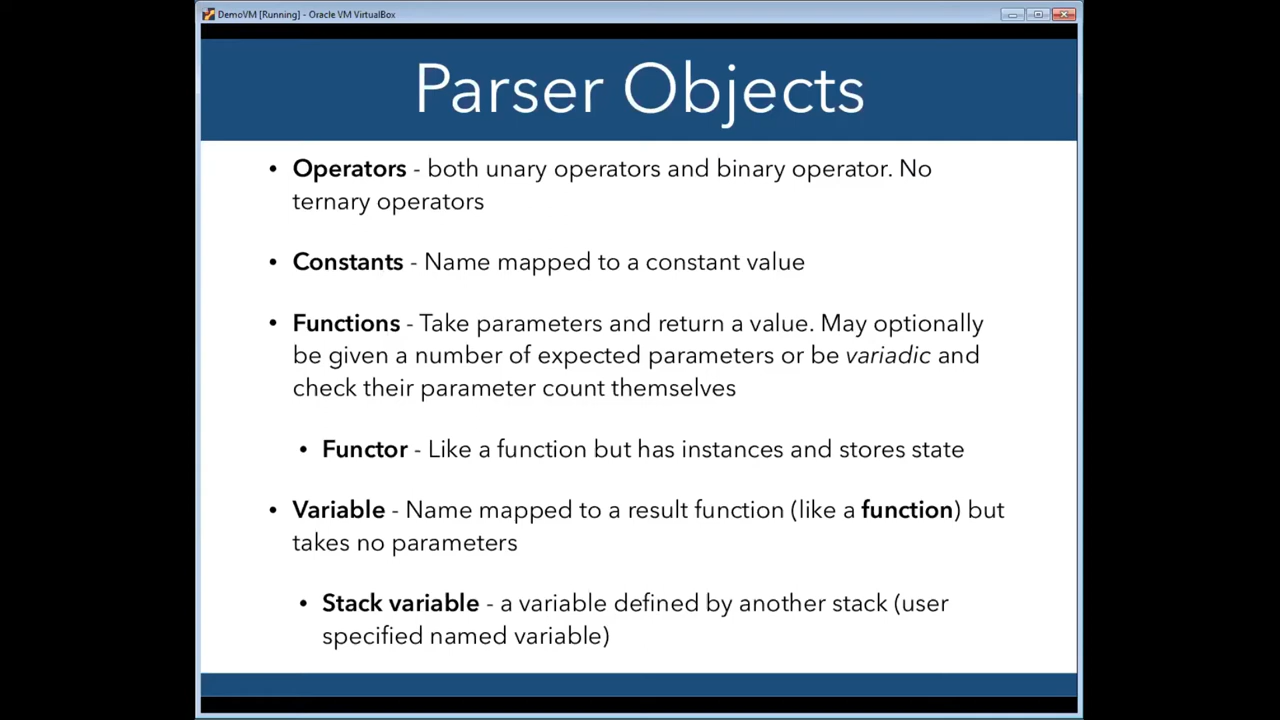 DemoVM [Running] - Oracle VM VirtualBox
Parser Objects
• Operators - both unary operators and binary operator. No
ternary operators
• Constants - Name mapped to a constant value
• Functions - Take parameters and return a value. May optionally
be given a number of expected parameters or be variadic and
check their parameter count themselves
• Functor - Like a function but has instances and stores state
• Variable - Name mapped to a result function (like a function) but
takes no parameters
• Stack variable - a variable defined by another stack (user
specified named variable)